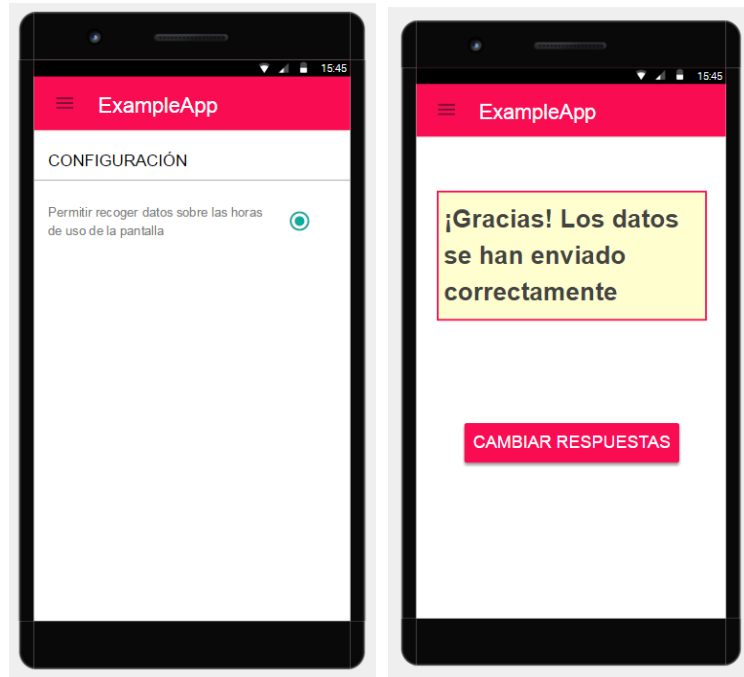 15:45
ExampleApp
CONFIGURACIÓN
Permitir recoger datos sobre las horas
de uso de la pantalla
15:45
ExampleApp
¡Gracias! Los datos
se han enviado
correctamente
CAMBIAR RESPUESTAS